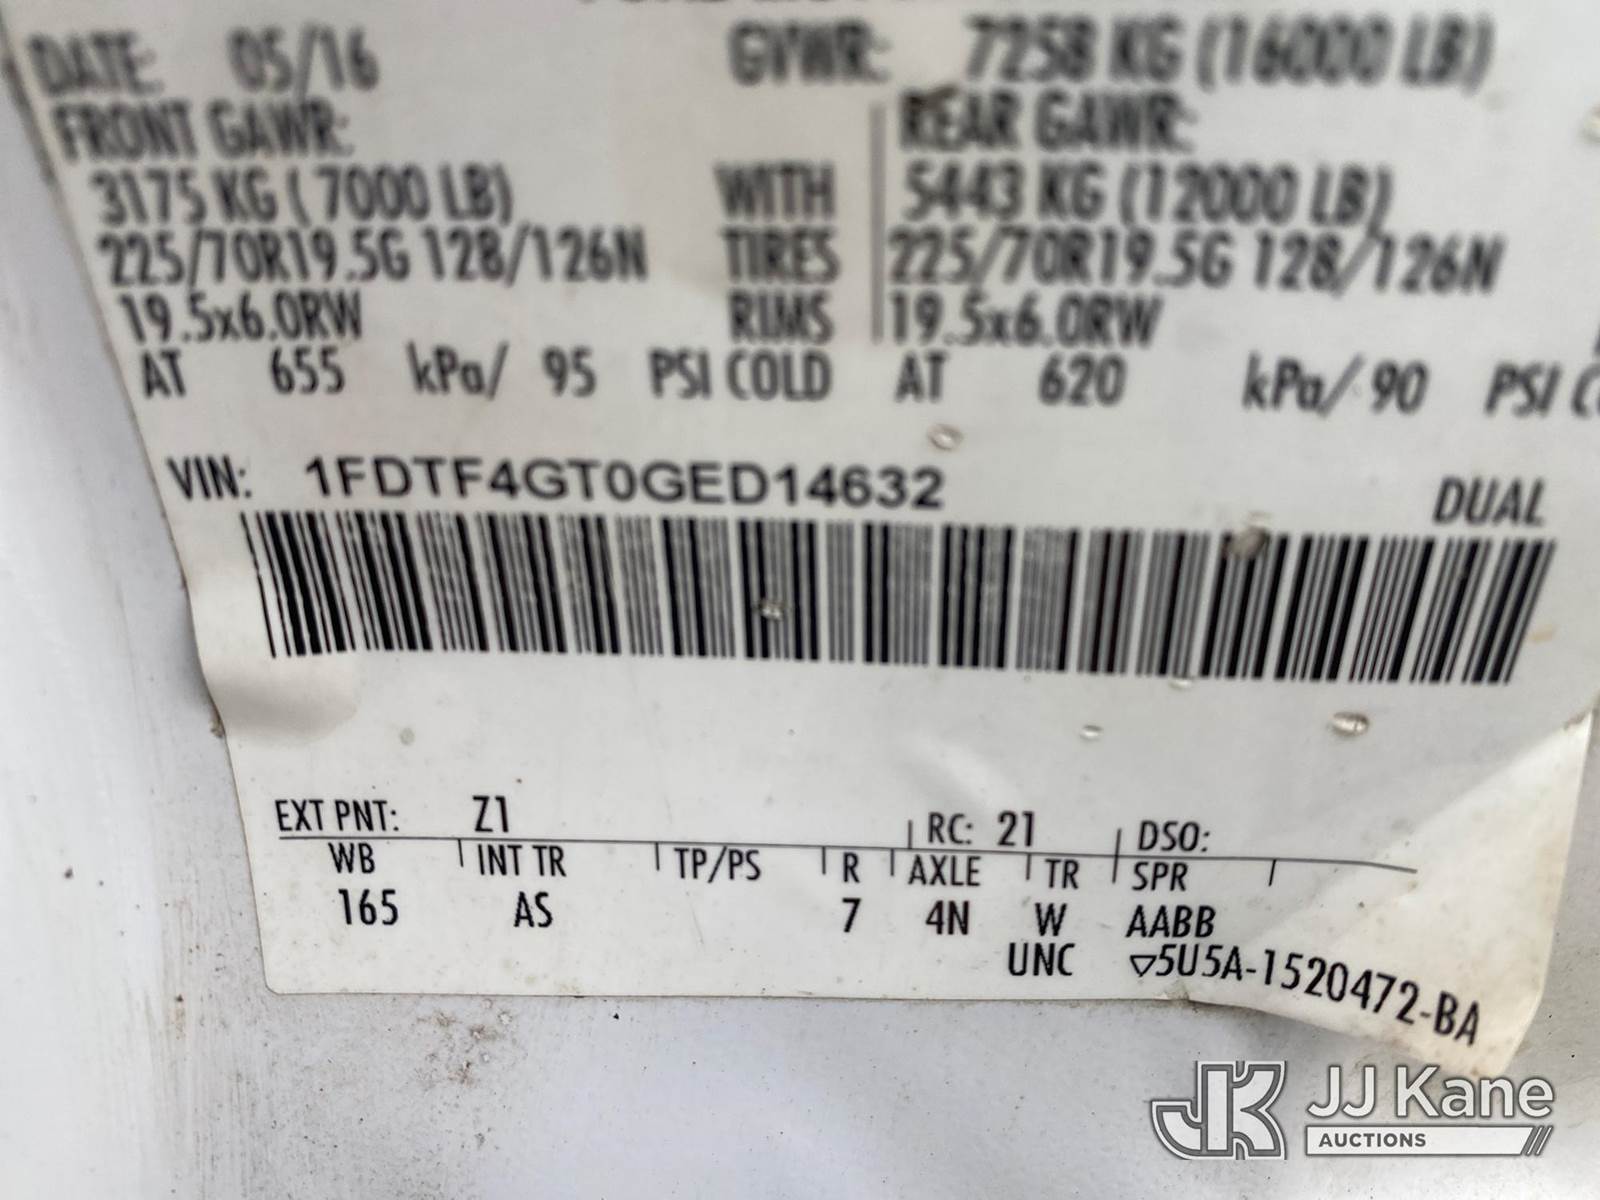 DATE: 05/16 GVWR: 7258 KG (16000 LB)
FRONT GAWR: REAR GAWR:
3175 KG ( 7000 LB) WITH 5443 KG (12000 LB)
225/70R19.5G 128/126N TIRES 225/70R19.5G 128/126N
19.5x6.0RW RIMS 19.5x6.0RW
AT 655 kPa/ 95 PSI COLD AT 620 kPa/ 90 PSI
VIN: 1FDTF4GT0GED14632 DUAL
EXT PNT: Z1 RC: 21 DSO:
WB INT TR TP/PS R AXLE TR SPR
165 AS 7 4N W AABB
UNC ▽5U5A-1520472-BA
JK JJ Kane
AUCTIONS